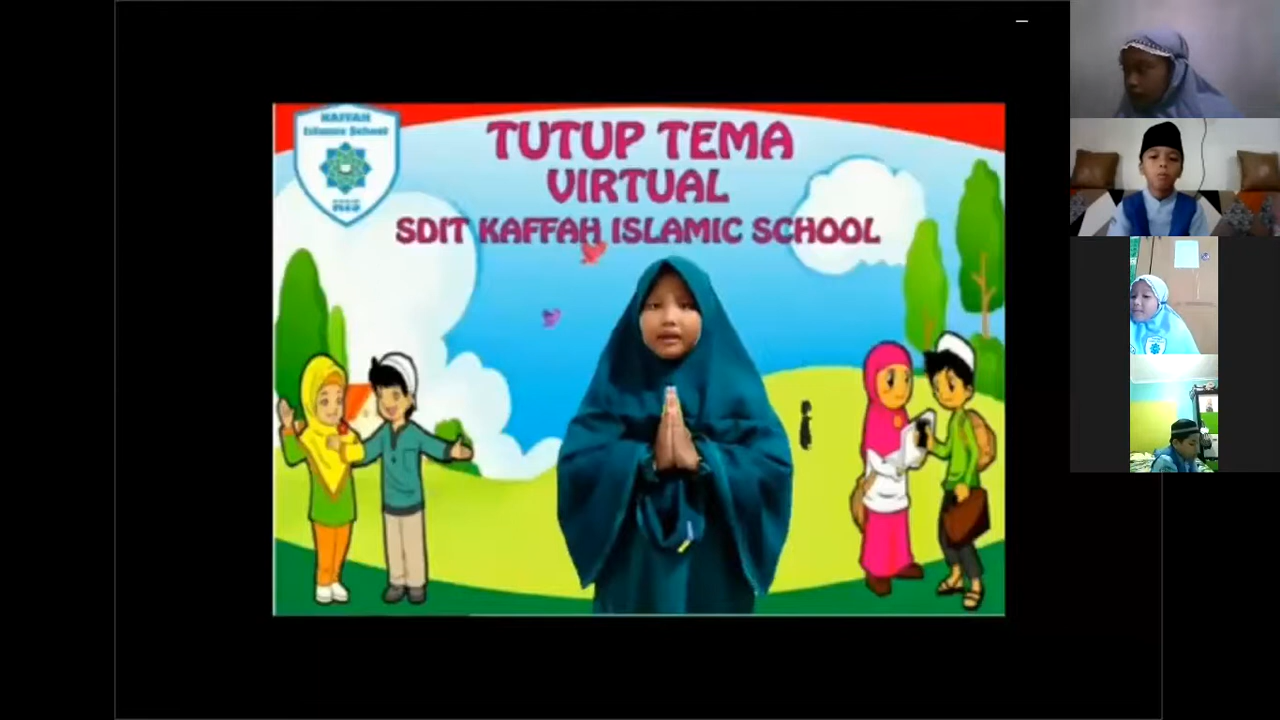 KAFFAH
Islamic School
TUTUP TEMA
VIRTUAL
SDIT KAFFAH ISLAMIC SCHOOL